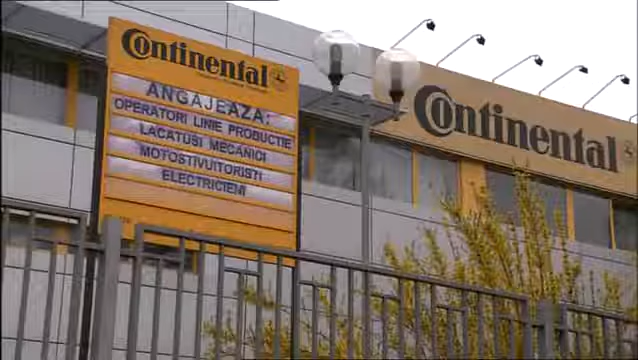 Continental
ANGAJEAZA:
OPERATORI LINIE PRODUCTIE
LACATUSI MECANICI
MOTOSTIVUITORISTI
ELECTRICIENI
Continental